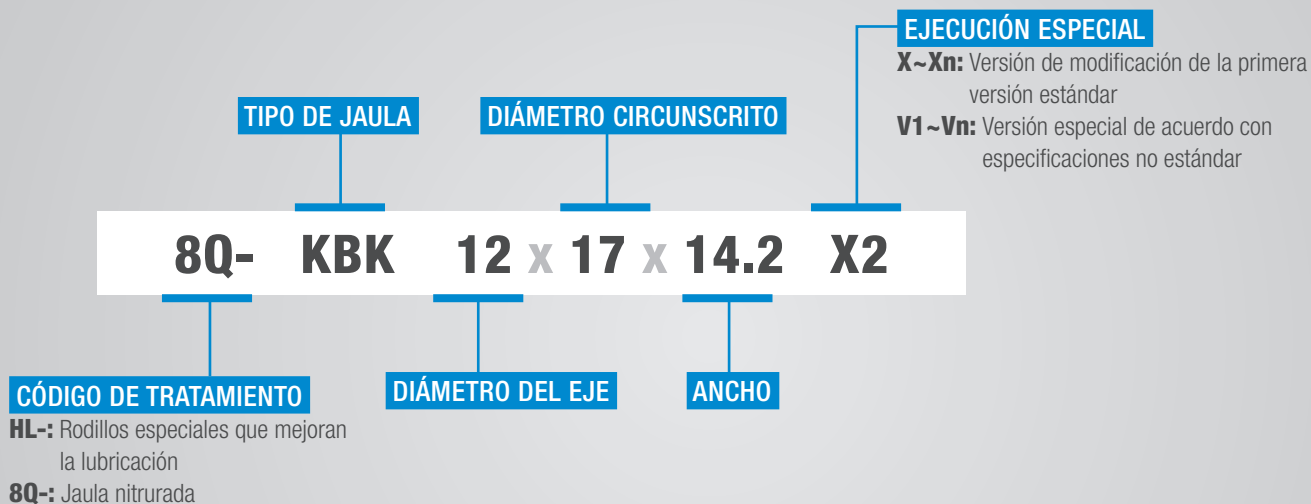 EJECUCIÓN ESPECIAL
X~Xn: Versión de modificación de la primera
versión estándar
V1~Vn: Versión especial de acuerdo con
especificaciones no estándar
TIPO DE JAULA
DIÁMETRO CIRCUNSCRITO
8Q- KBK 12 x 17 x 14.2 X2
CÓDIGO DE TRATAMIENTO
HL-: Rodillos especiales que mejoran
la lubricación
8Q-: Jaula nitrurada
DIÁMETRO DEL EJE
ANCHO